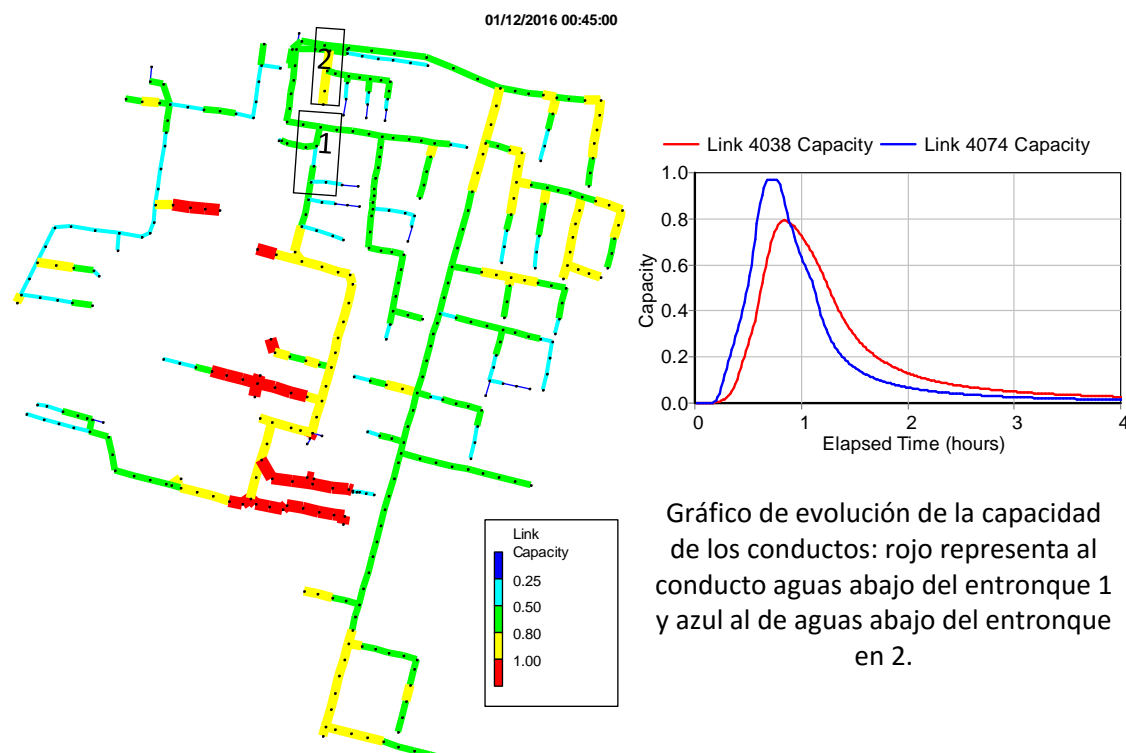 01/12/2016 00:45:00
2
1
Link 4038 Capacity
Link 4074 Capacity
1.0
0.8
0.6
0.4
0.2
0.0
Capacity
0
1
2
3
4
Elapsed Time (hours)
Link
Capacity
0.25
0.50
0.80
1.00
Gráfico de evolución de la capacidad
de los conductos: rojo representa al
conducto aguas abajo del entronque 1
y azul al de aguas abajo del entronque
en 2.